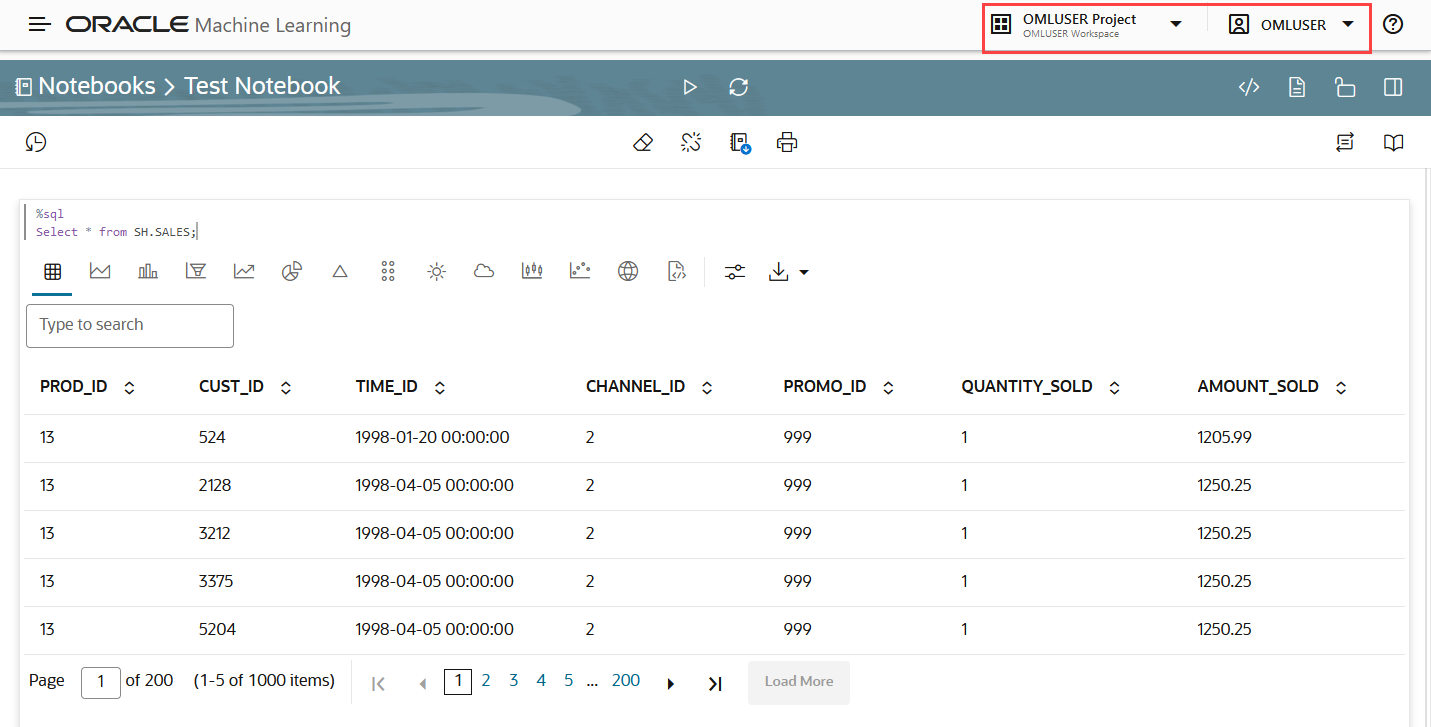 ORACLE Machine Learning
OMLUSER Project
OMLUSER Workspace
OMLUSER
Notebooks > Test Notebook
%sql
Select * from SH.SALES;
Type to search
PROD_ID CUST_ID TIME_ID CHANNEL_ID PROMO_ID QUANTITY_SOLD AMOUNT_SOLD
13 524 1998-01-20 00:00:00 2 999 1 1205.99
13 2128 1998-04-05 00:00:00 2 999 1 1250.25
13 3212 1998-04-05 00:00:00 2 999 1 1250.25
13 3375 1998-04-05 00:00:00 2 999 1 1250.25
13 5204 1998-04-05 00:00:00 2 999 1 1250.25
Page 1 of 200 (1-5 of 1000 items) 1 2 3 4 5 ... 200 Load More